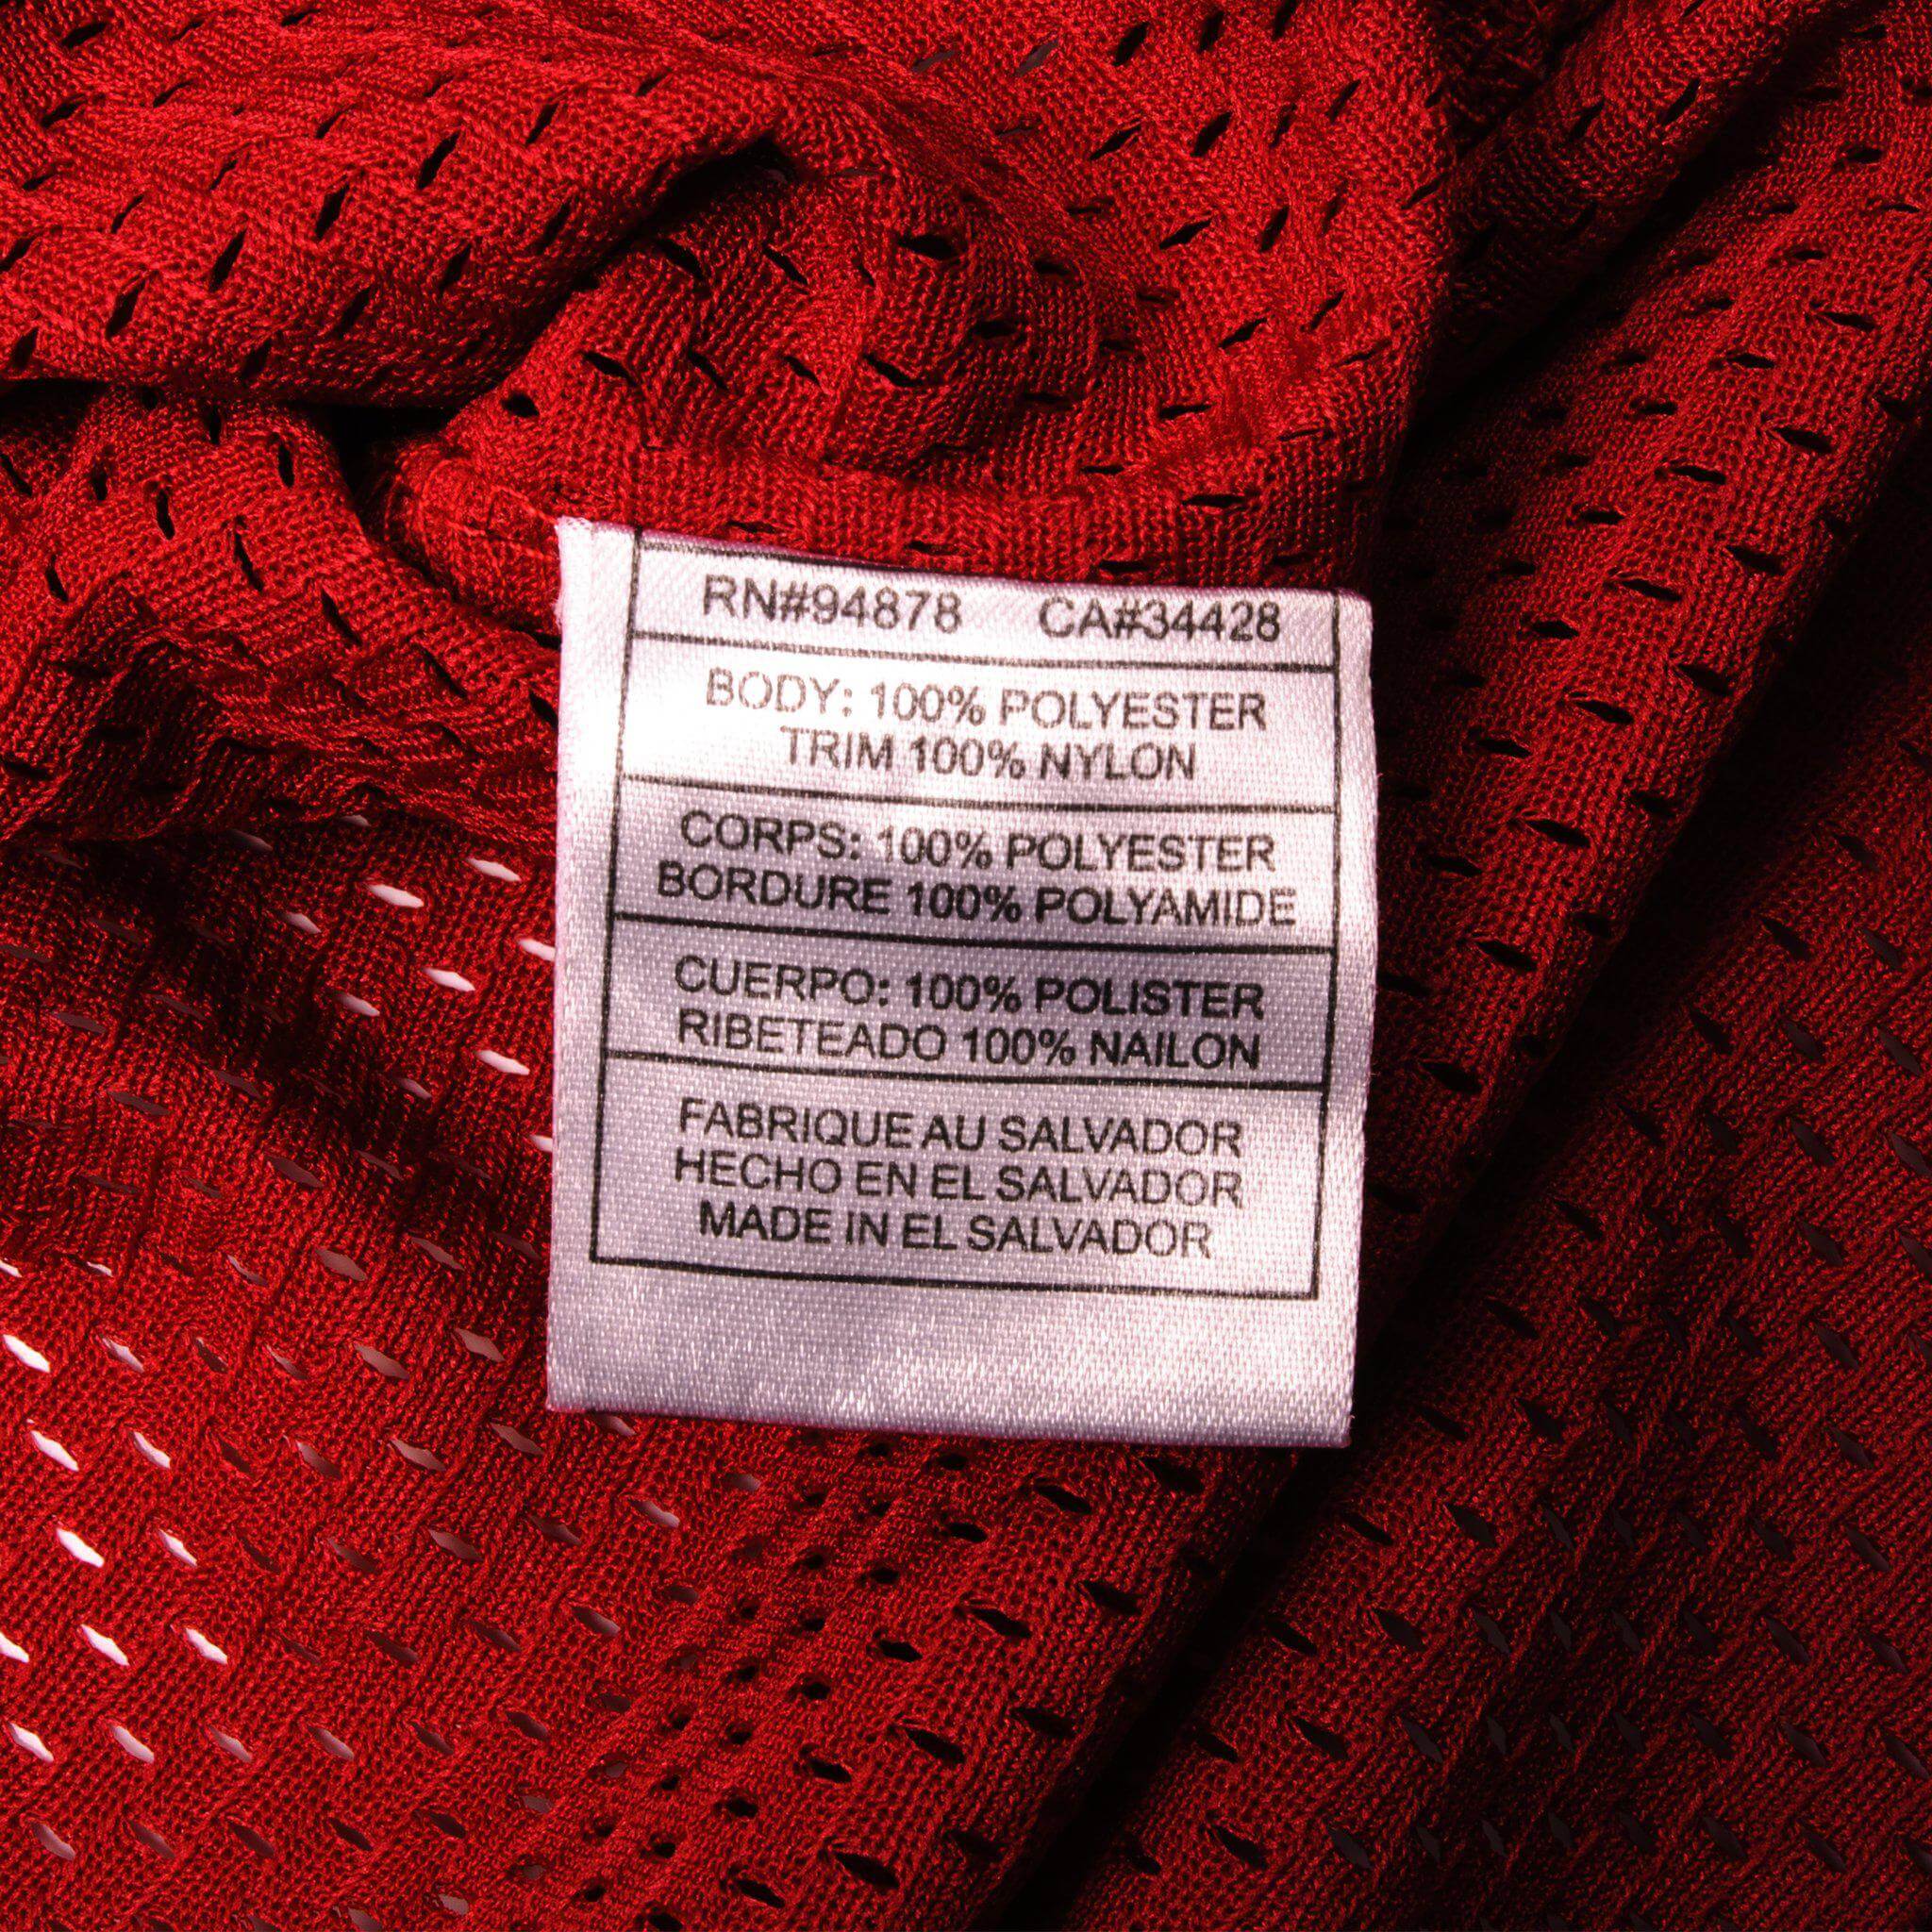 RN#94878 CA#34428
BODY: 100% POLYESTER
TRIM 100% NYLON
CORPS: 100% POLYESTER
BORDURE 100% POLYAMIDE
CUERPO: 100% POLISTER
RIBETEADO 100% NAILON
FABRIQUE AU SALVADOR
HECHO EN EL SALVADOR
MADE IN EL SALVADOR